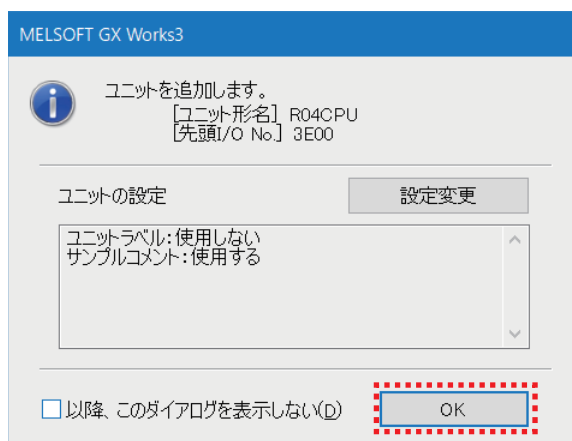 MELSOFT GX Works3
ユニットを追加します。
[ユニット形名] R04CPU
[先頭I/O No.] 3E00
ユニットの設定
設定変更
ユニットラベル:使用しない
サンプルコメント:使用する
以降、このダイアログを表示しない(D)
OK